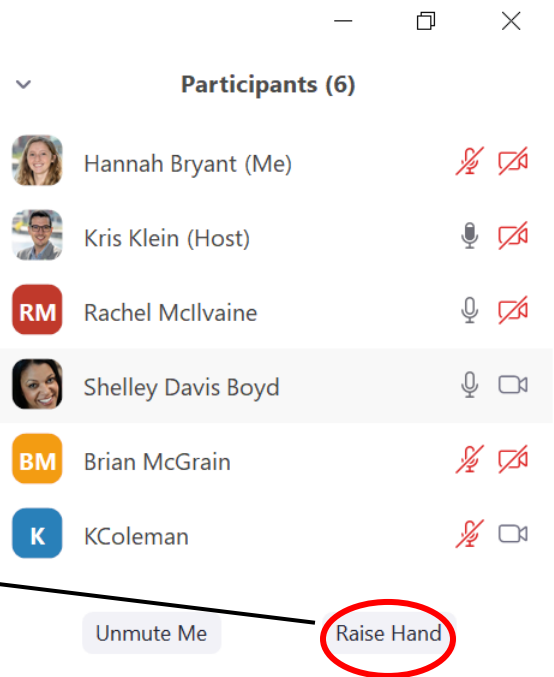 Participants (6)
Hannah Bryant (Me)
Kris Klein (Host)
RM Rachel McIlvaine
Shelley Davis Boyd
BM Brian McGrain
K KColeman
Unmute Me Raise Hand